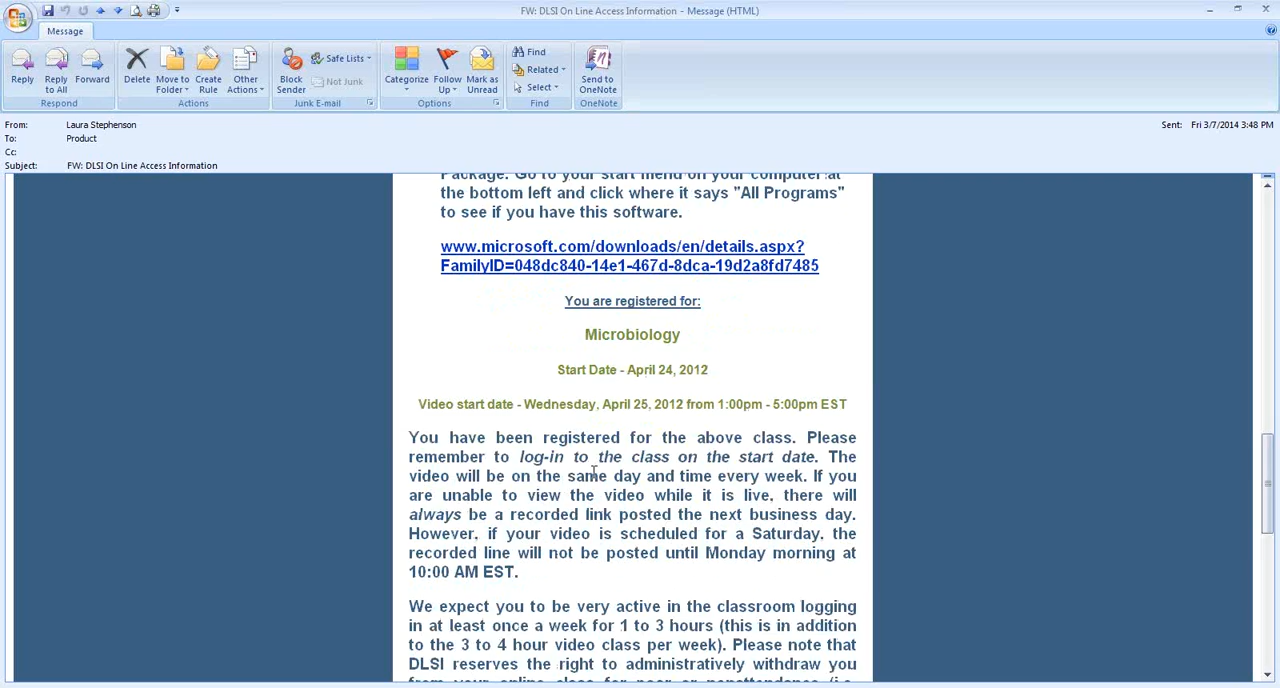 FW: DLSI On Line Access Information - Message (HTML)
Message
Reply
Reply to All
Forward
Respond
Delete
Move to Folder
Create Rule
Other Actions
Actions
Block Sender
Safe Lists
Not Junk
Junk E-mail
Categorize
Follow Up
Mark as Unread
Options
Find
Related
Select
Find
Send to OneNote
OneNote
From: Laura Stephenson
Sent: Fri 3/7/2014 3:48 PM
To: Product
Cc:
Subject: FW: DLSI On Line Access Information
Package. Go to your start menu on your computer at
the bottom left and click where it says "All Programs"
to see if you have this software.
www.microsoft.com/downloads/en/details.aspx?
FamilyID=048dc840-14e1-467d-8dca-19d2a8fd7485
You are registered for:
Microbiology
Start Date - April 24, 2012
Video start date - Wednesday, April 25, 2012 from 1:00pm - 5:00pm EST
You have been registered for the above class. Please
remember to log-in to the class on the start date. The
video will be on the same day and time every week. If you
are unable to view the video while it is live, there will
always be a recorded link posted the next business day.
However, if your video is scheduled for a Saturday, the
recorded line will not be posted until Monday morning at
10:00 AM EST.
We expect you to be very active in the classroom logging
in at least once a week for 1 to 3 hours (this is in addition
to the 3 to 4 hour video class per week). Please note that
DLSI reserves the right to administratively withdraw you
from your online class for poor or nonattendance (i.e.